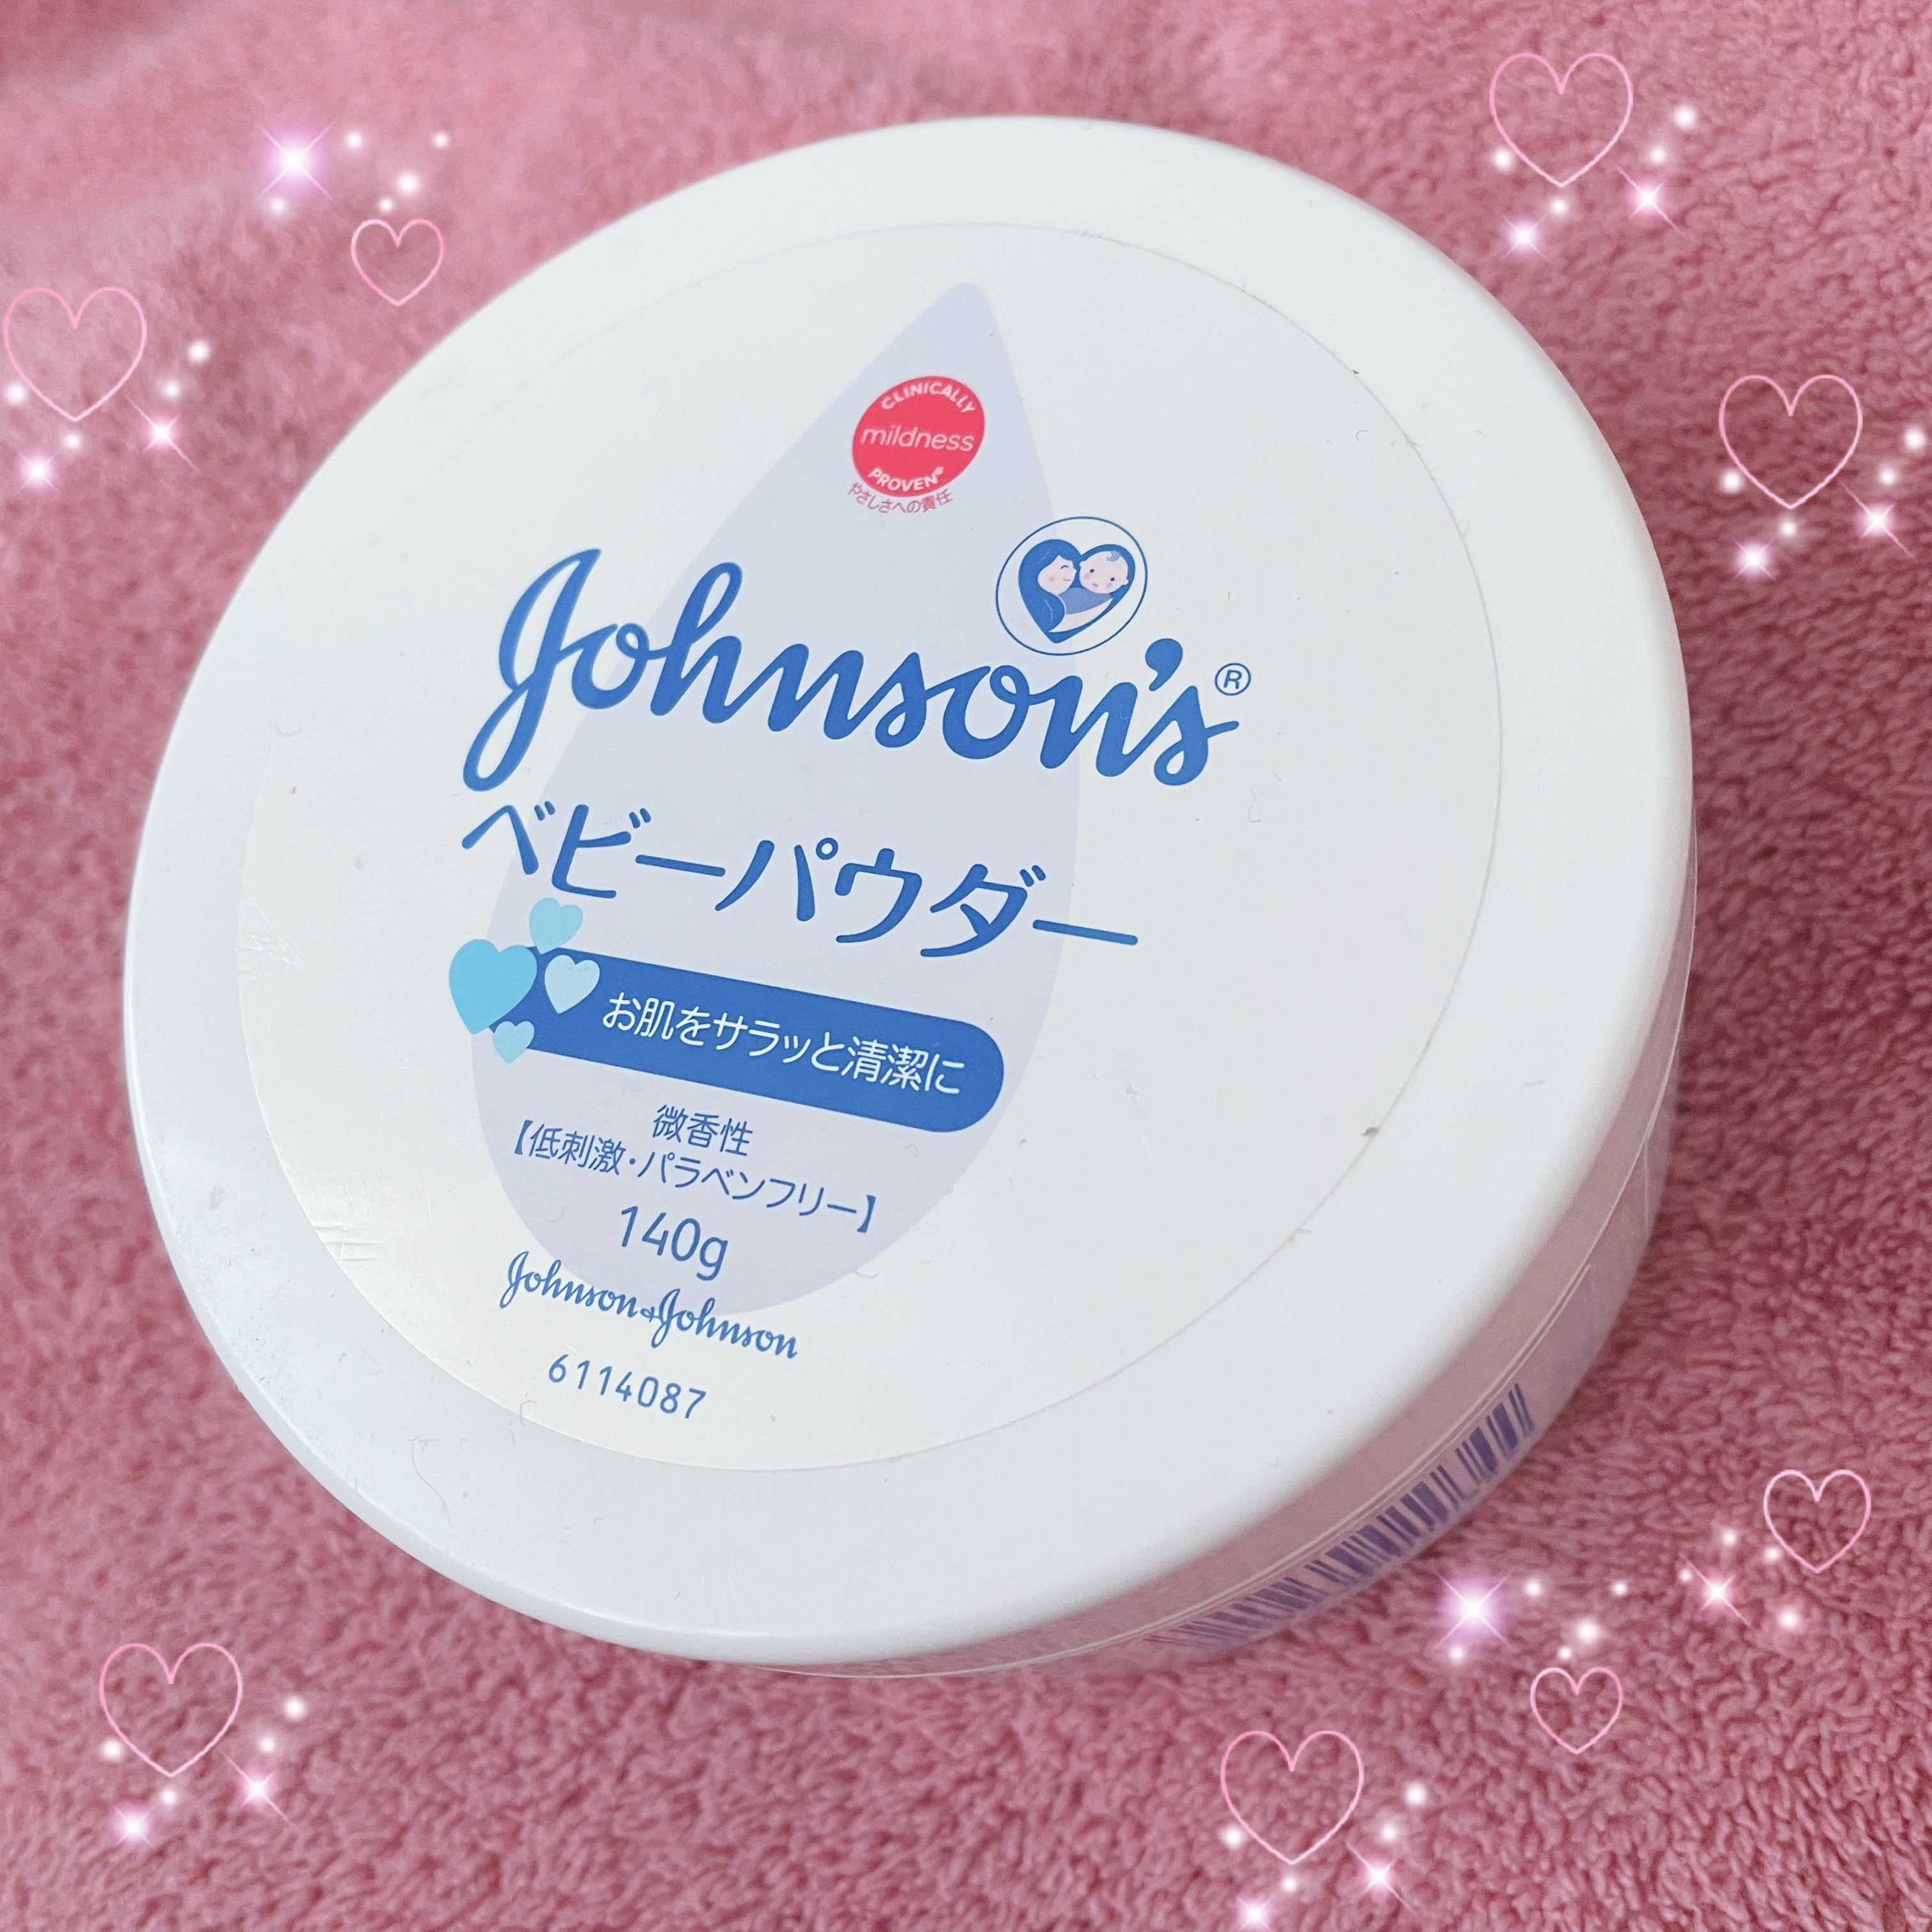 CLINICALLY
mildness
PROVEN®
やさしさへの責任
Johnson's®
ベビーパウダー
お肌をサラッと清潔に
微香性
【低刺激・パラベンフリー】
140g
Johnson&Johnson
6114087